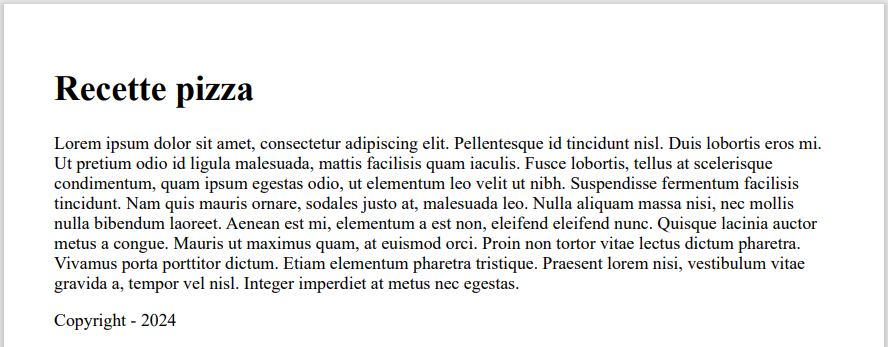 Recette pizza
Lorem ipsum dolor sit amet, consectetur adipiscing elit. Pellentesque id tincidunt nisl. Duis lobortis eros mi.
Ut pretium odio id ligula malesuada, mattis facilisis quam iaculis. Fusce lobortis, tellus at scelerisque
condimentum, quam ipsum egestas odio, ut elementum leo velit ut nibh. Suspendisse fermentum facilisis
tincidunt. Nam quis mauris ornare, sodales justo at, malesuada leo. Nulla aliquam massa nisi, nec mollis
nulla bibendum laoreet. Aenean est mi, elementum a est non, eleifend eleifend nunc. Quisque lacinia auctor
metus a congue. Mauris ut maximus quam, at euismod orci. Proin non tortor vitae lectus dictum pharetra.
Vivamus porta porttitor dictum. Etiam elementum pharetra tristique. Praesent lorem nisi, vestibulum vitae
gravida a, tempor vel nisl. Integer imperdiet at metus nec egestas.
Copyright - 2024